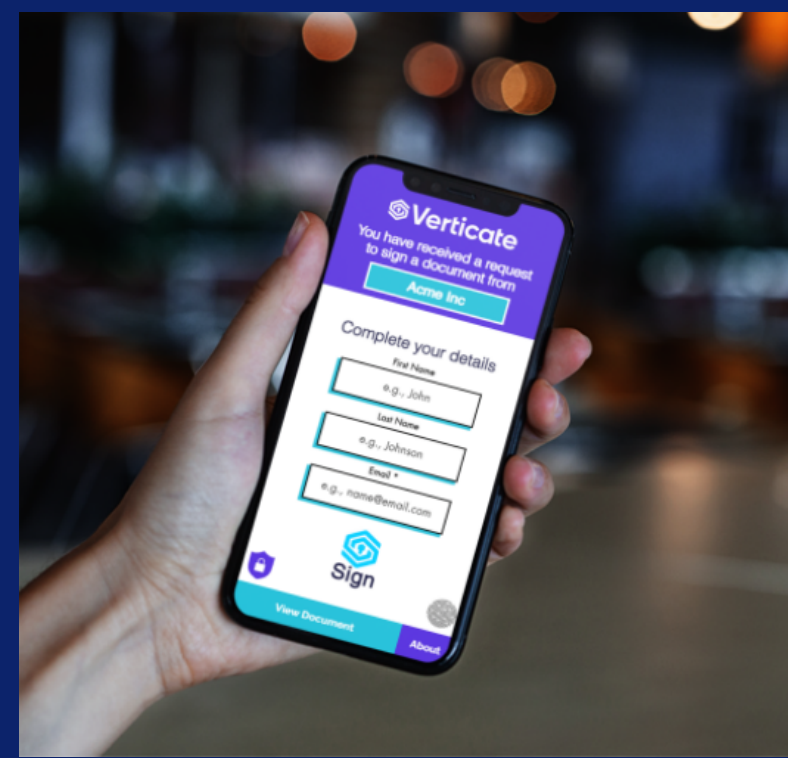 Verticate
You have received a request
to sign a document from
Acme Inc
Complete your details
First Name
e.g., John
Last Name
e.g., Johnson
Email *
e.g., name@email.com
Sign
View Document
About